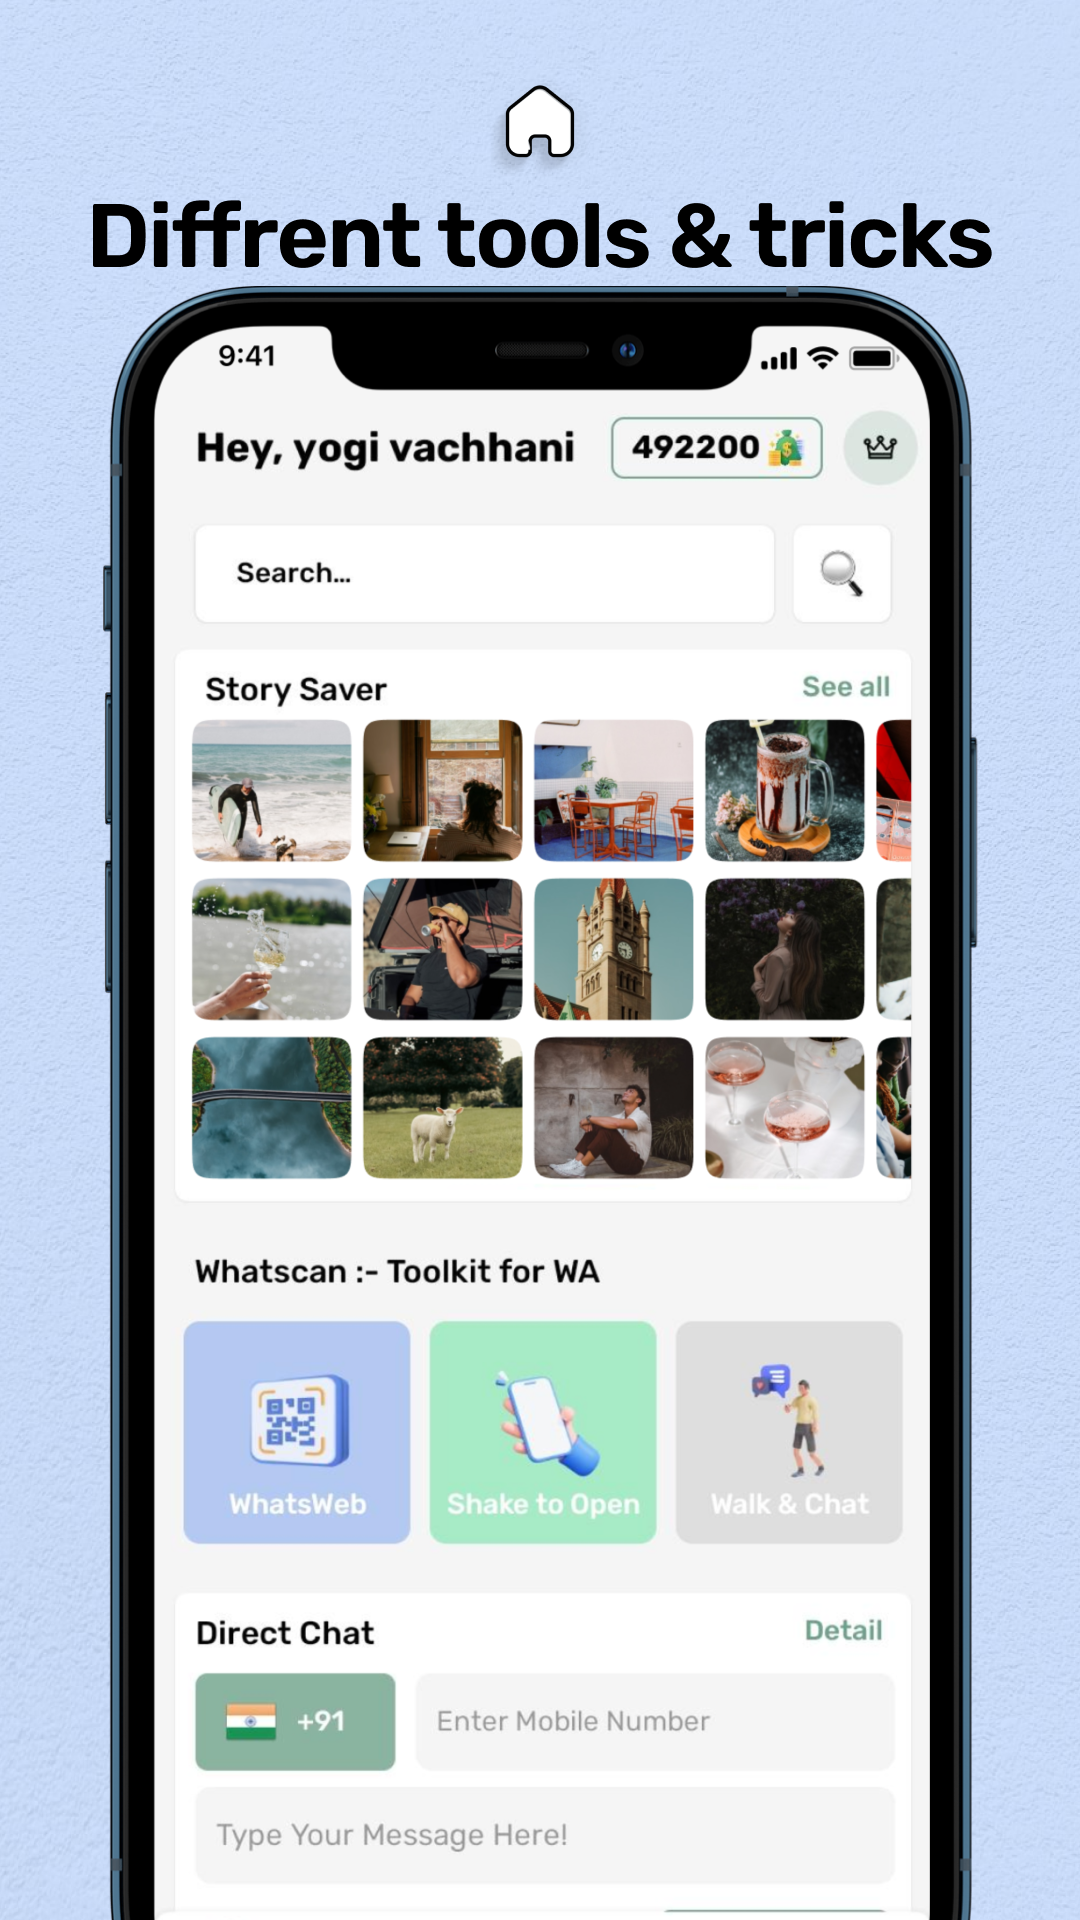 Diffrent tools & tricks
9:41
Hey, yogi vachhani
492200
Search...
Story Saver
See all
Whatscan :- Toolkit for WA
WhatsWeb
Shake to Open
Walk & Chat
Direct Chat
Detail
+91
Enter Mobile Number
Type Your Message Here!